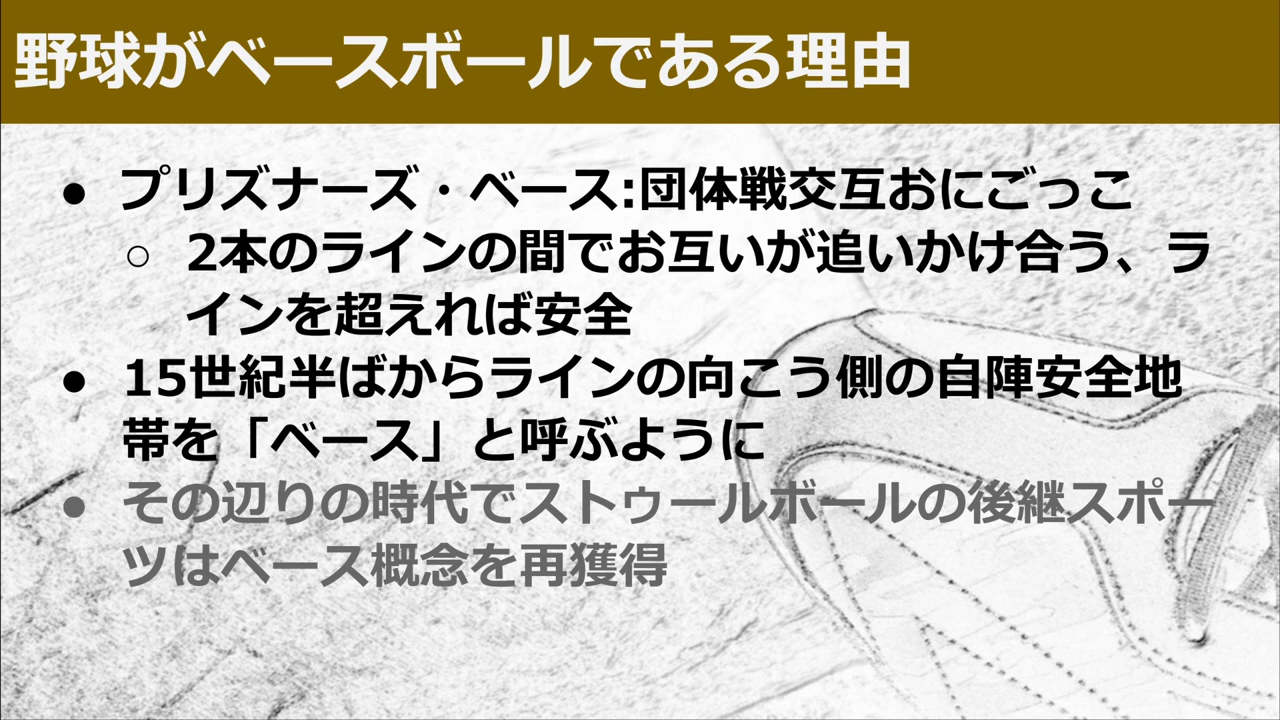 野球がベースボールである理由
● プリズナーズ・ベース:団体戦交互おにごっこ
○ 2本のラインの間でお互いが追いかけ合う、ラ
インを超えれば安全
● 15世紀半ばからラインの向こう側の自陣安全地
帯を「ベース」と呼ぶように
● その辺りの時代でストゥールボールの後継スポー
ツはベース概念を再獲得